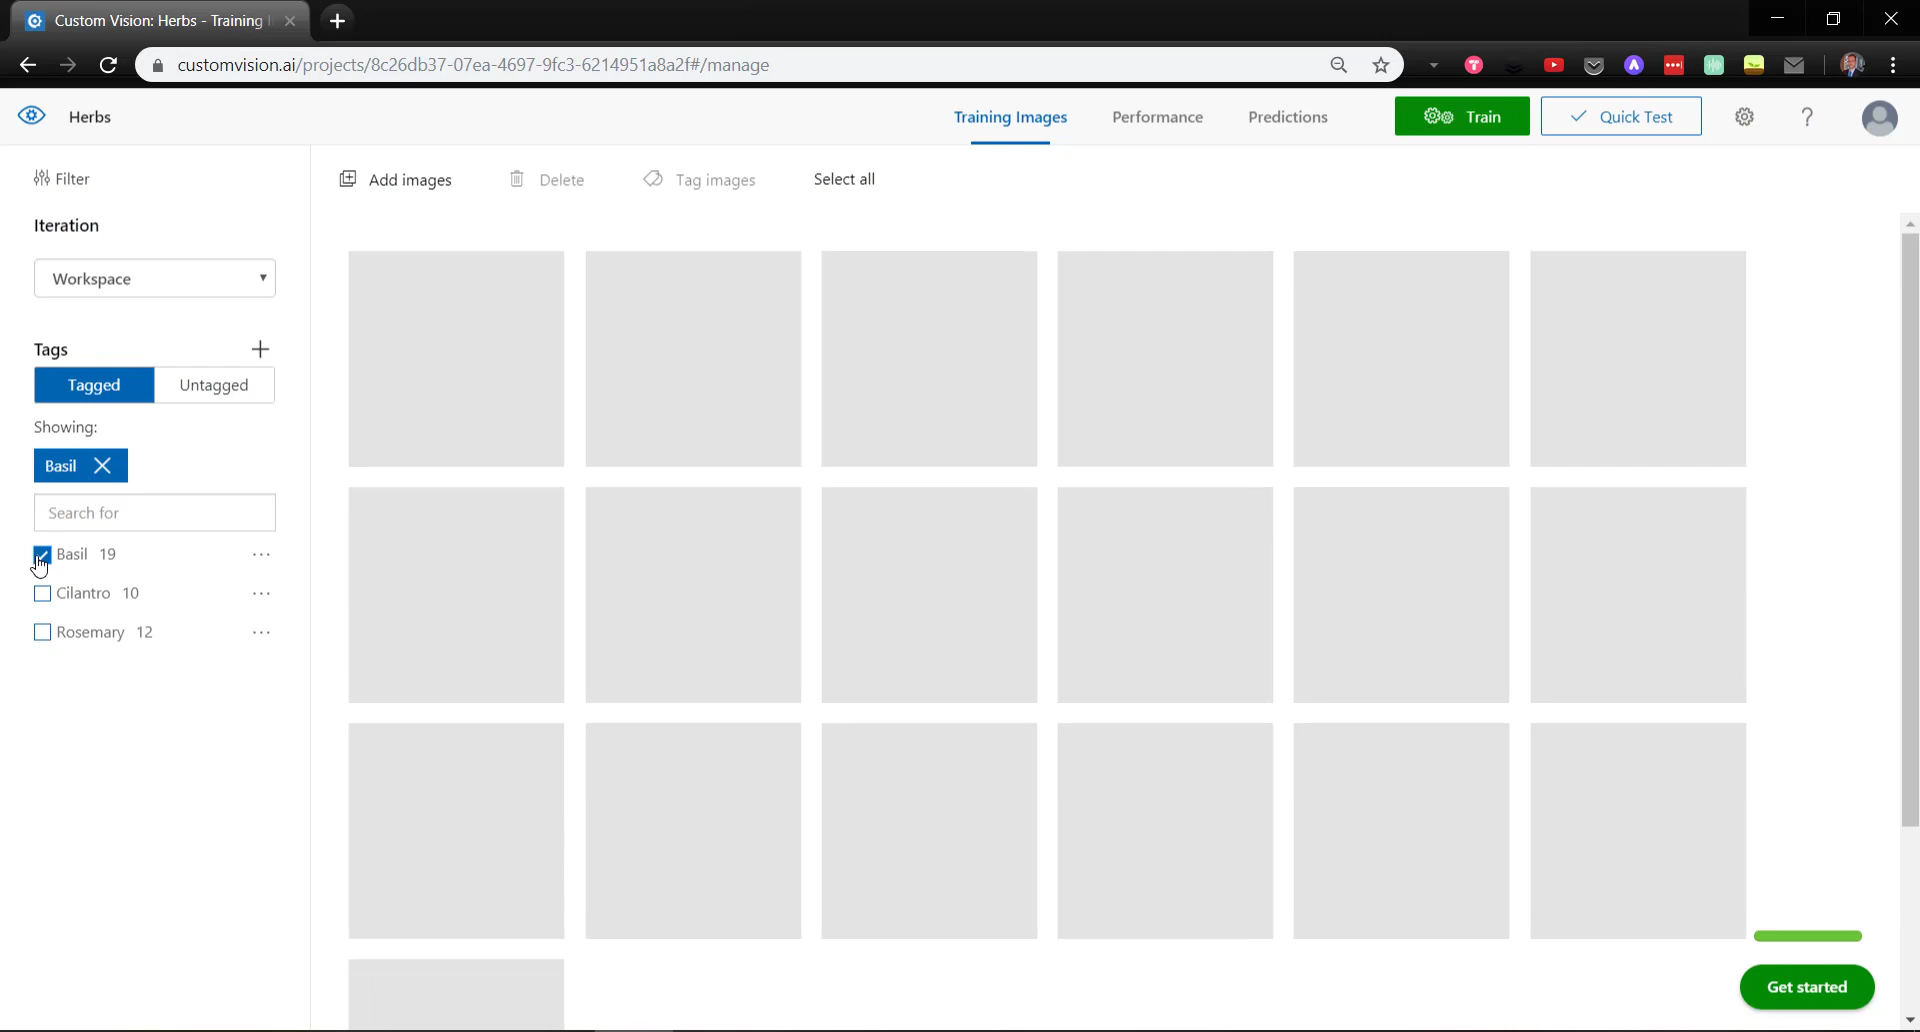 Custom Vision: Herbs - Training
customvision.ai/projects/8c26db37-07ea-4697-9fc3-6214951a8a2f#/manage
Herbs
Training Images
Performance
Predictions
Train
Quick Test
?
Filter
Add images
Delete
Tag images
Select all
Iteration
Workspace
Tags
Tagged
Untagged
Showing:
Basil
Search for
Basil 19
Cilantro 10
Rosemary 12
Get started